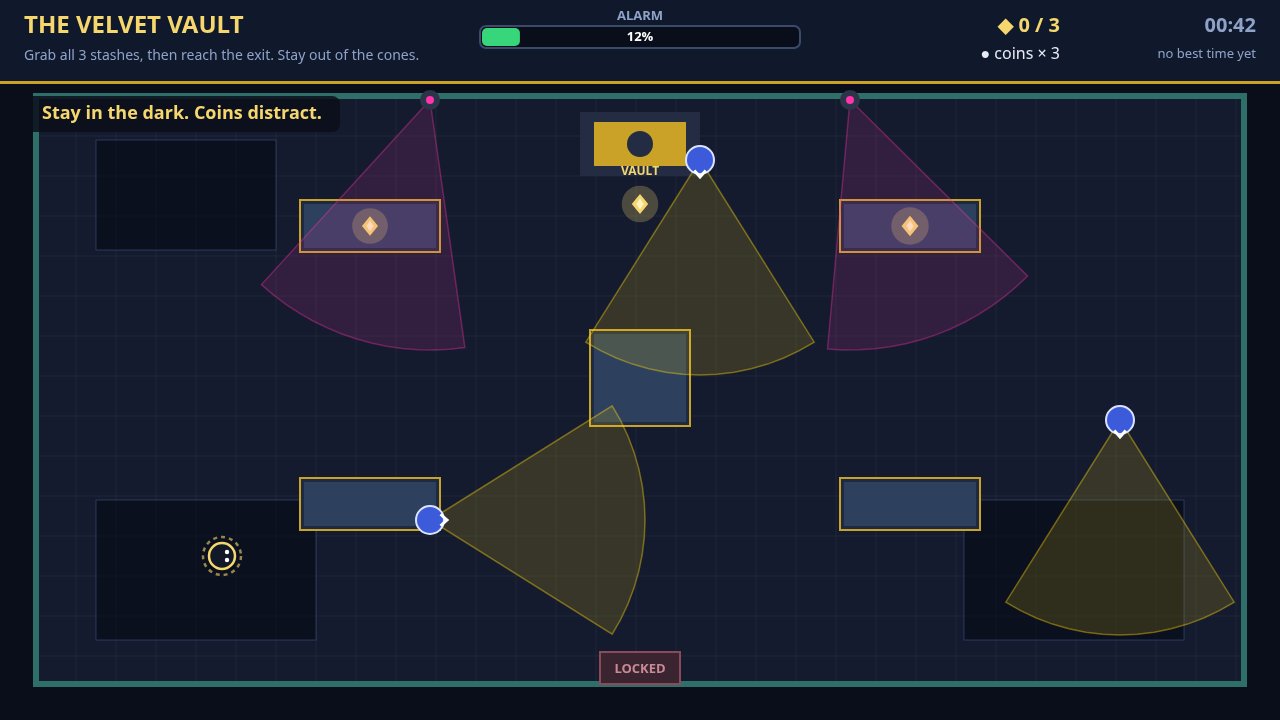 THE VELVET VAULT
Grab all 3 stashes, then reach the exit. Stay out of the cones.
ALARM
12%
◆ 0 / 3
● coins × 3
00:42
no best time yet
Stay in the dark. Coins distract.
VAULT
LOCKED